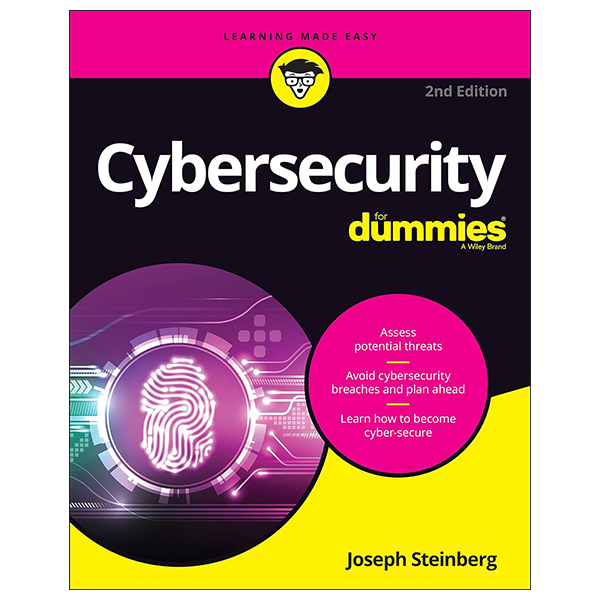 LEARNING MADE EASY
2nd Edition
Cybersecurity
for
dummies®
A Wiley Brand
Assess
potential threats
Avoid cybersecurity
breaches and plan ahead
Learn how to become
cyber-secure
Joseph Steinberg